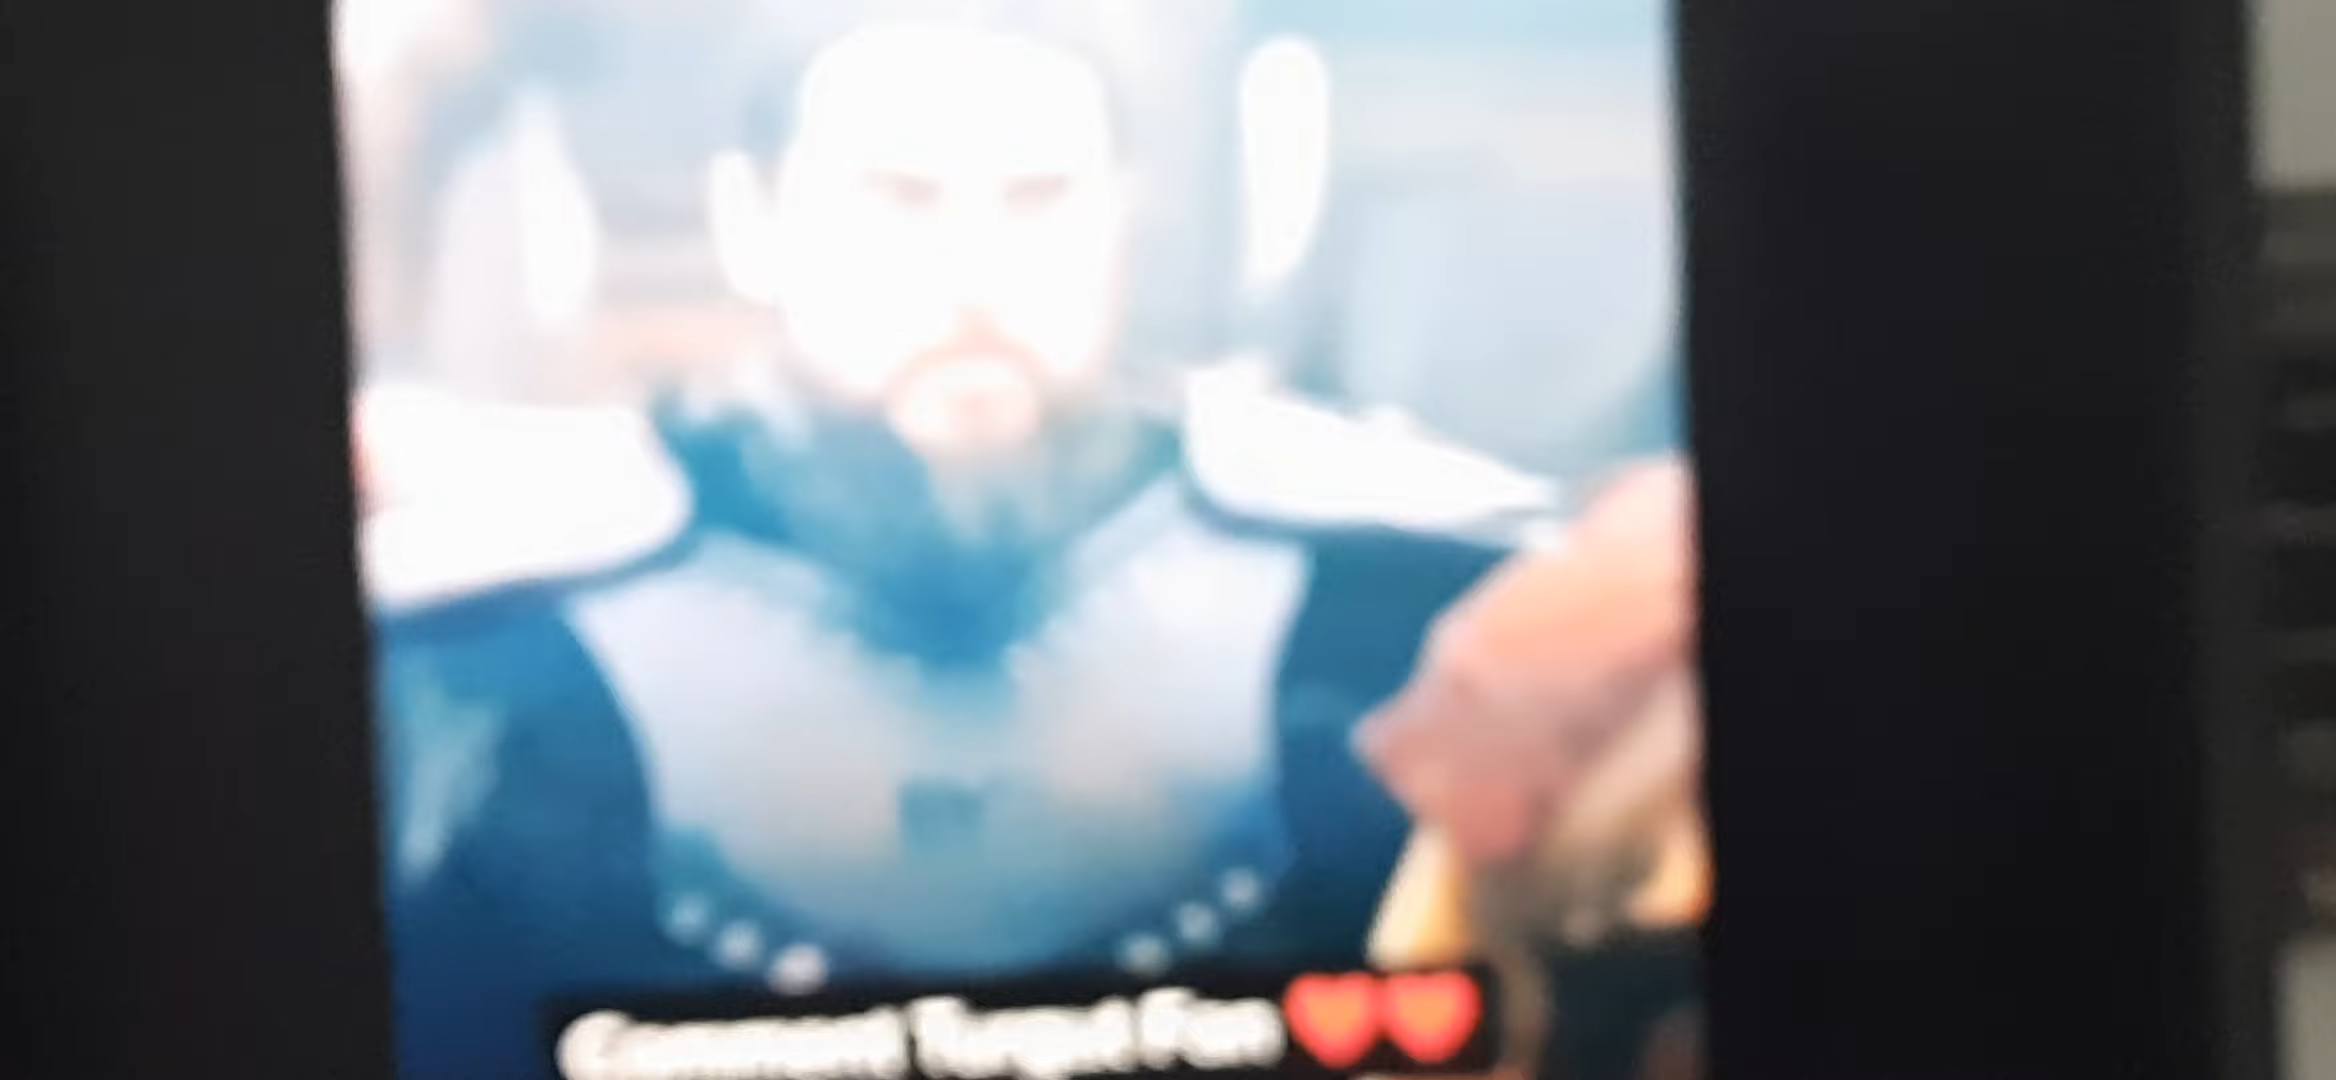 Comment Turgut Fan ❤️❤️